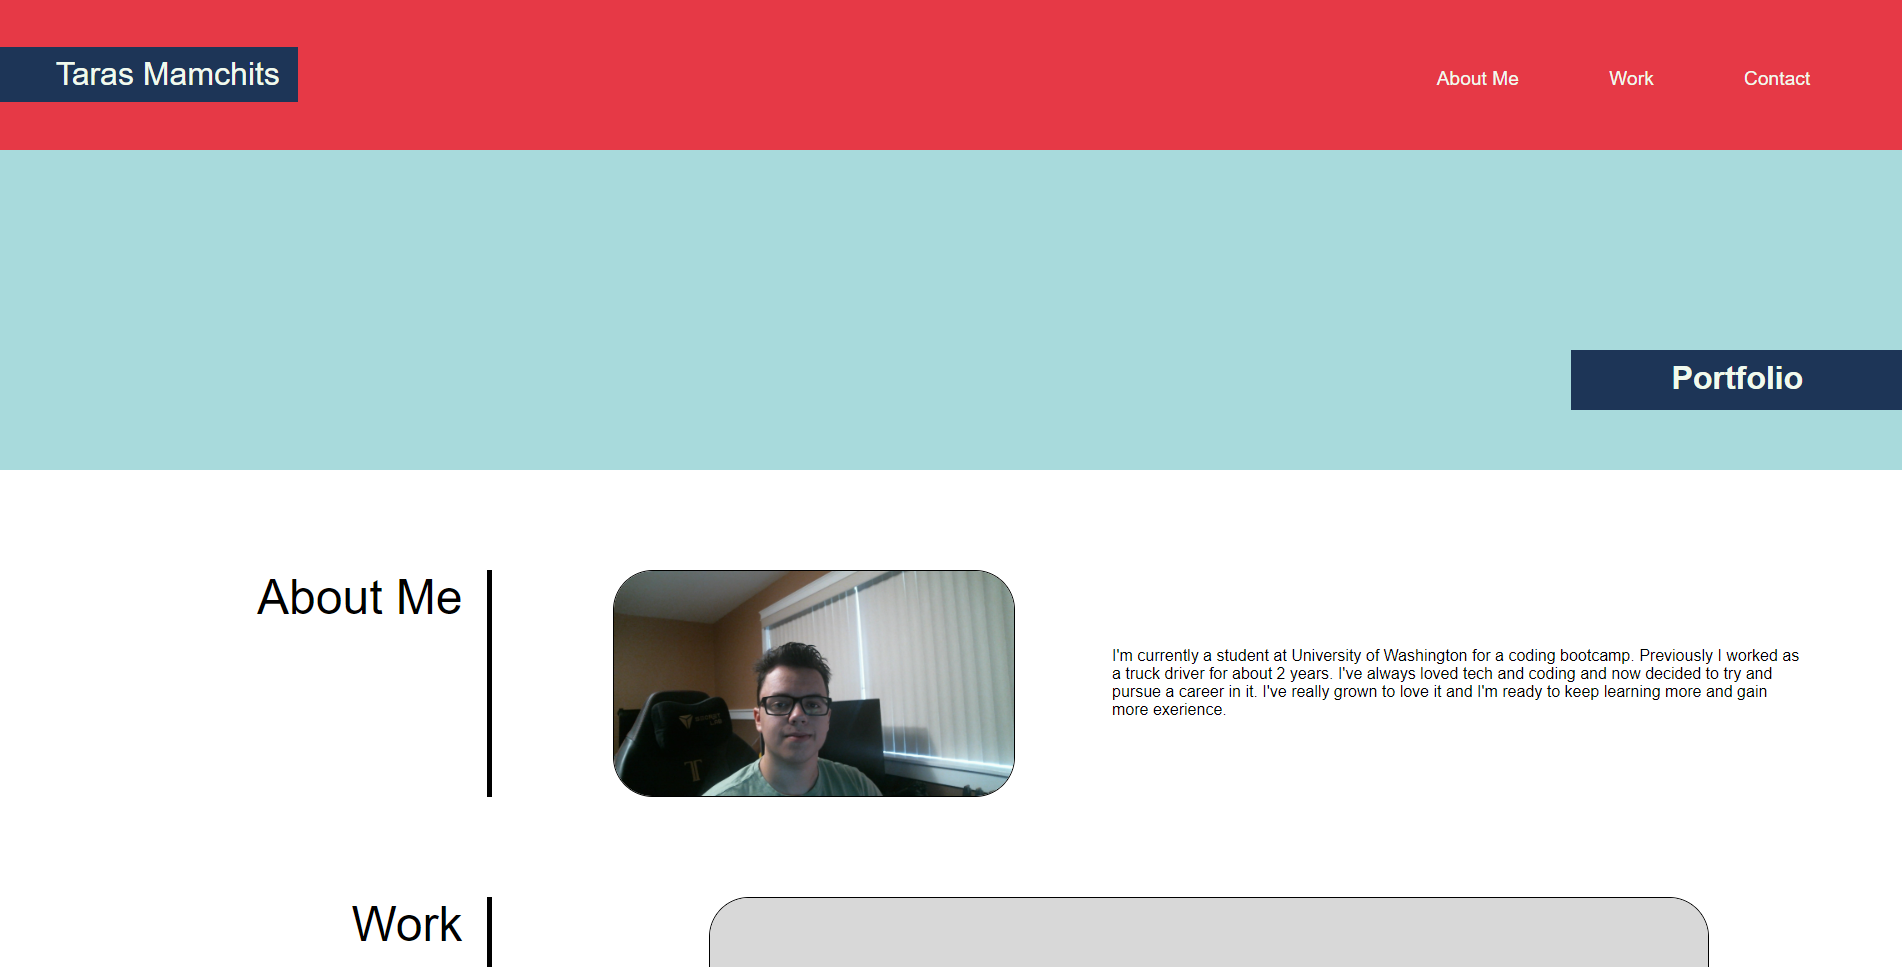 Taras Mamchits
About Me
Work
Contact
Portfolio
About Me
I'm currently a student at University of Washington for a coding bootcamp. Previously I worked as
a truck driver for about 2 years. I've always loved tech and coding and now decided to try and
pursue a career in it. I've really grown to love it and I'm ready to keep learning more and gain
more exerience.
Work